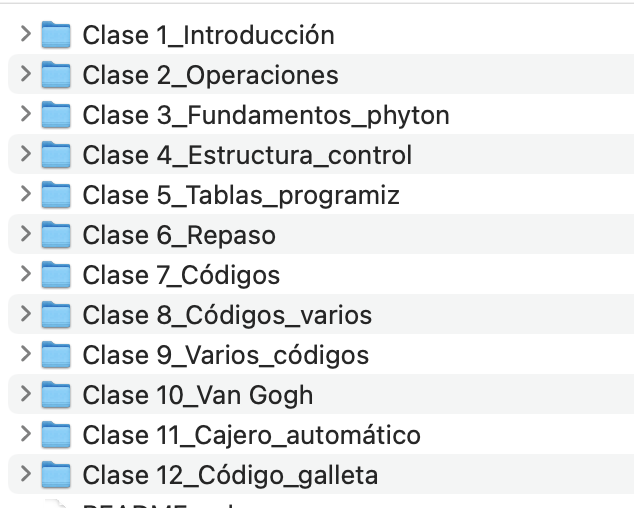 Clase 1_Introducción
Clase 2_Operaciones
Clase 3_Fundamentos_phyton
Clase 4_Estructura_control
Clase 5_Tablas_programiz
Clase 6_Repaso
Clase 7_Códigos
Clase 8_Códigos_varios
Clase 9_Varios_códigos
Clase 10_Van Gogh
Clase 11_Cajero_automático
Clase 12_Código_galleta